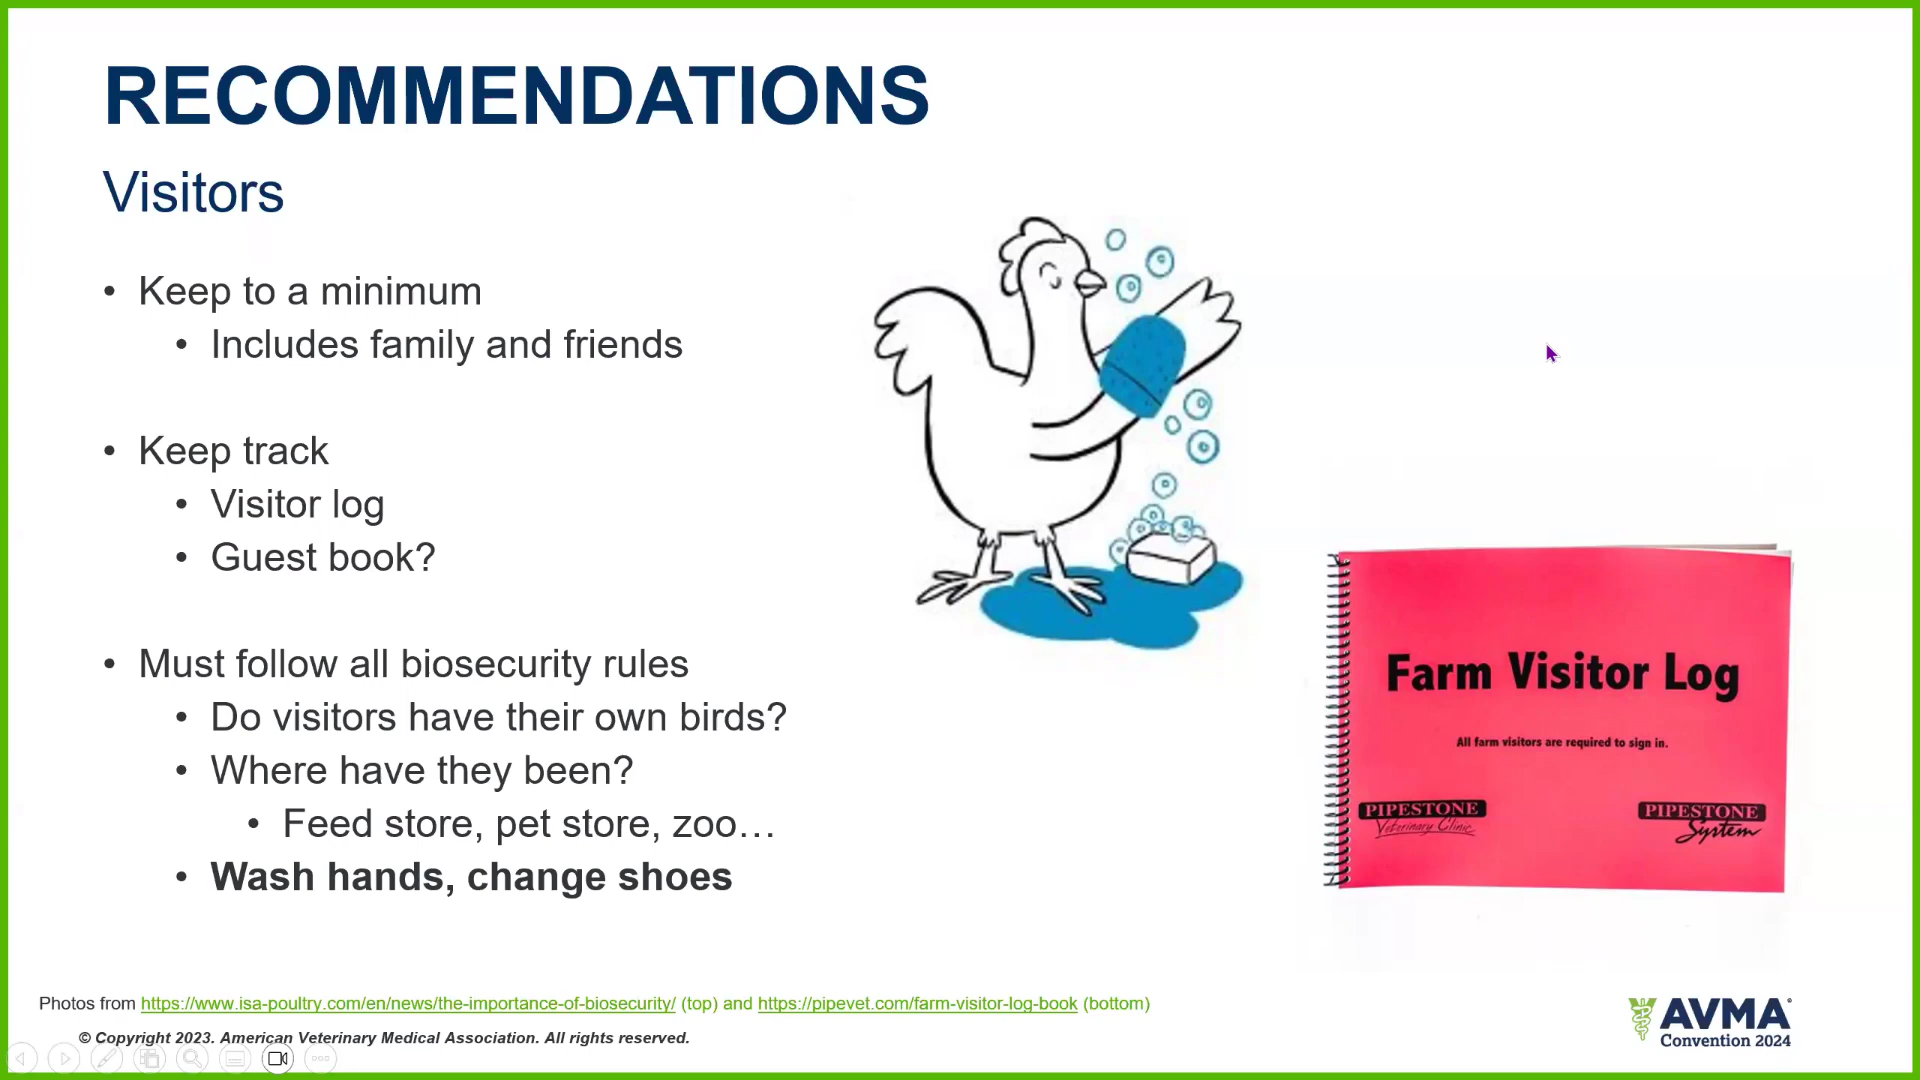 RECOMMENDATIONS
Visitors
• Keep to a minimum
• Includes family and friends
• Keep track
• Visitor log
• Guest book?
• Must follow all biosecurity rules
• Do visitors have their own birds?
• Where have they been?
• Feed store, pet store, zoo…
• Wash hands, change shoes
Farm Visitor Log
All farm visitors are required to sign in.
PIPESTONE
Veterinary Clinic
PIPESTONE
System
Photos from https://www.isa-poultry.com/en/news/the-importance-of-biosecurity/ (top) and https://pipevet.com/farm-visitor-log-book (bottom)
© Copyright 2023. American Veterinary Medical Association. All rights reserved.
AVMA
Convention 2024